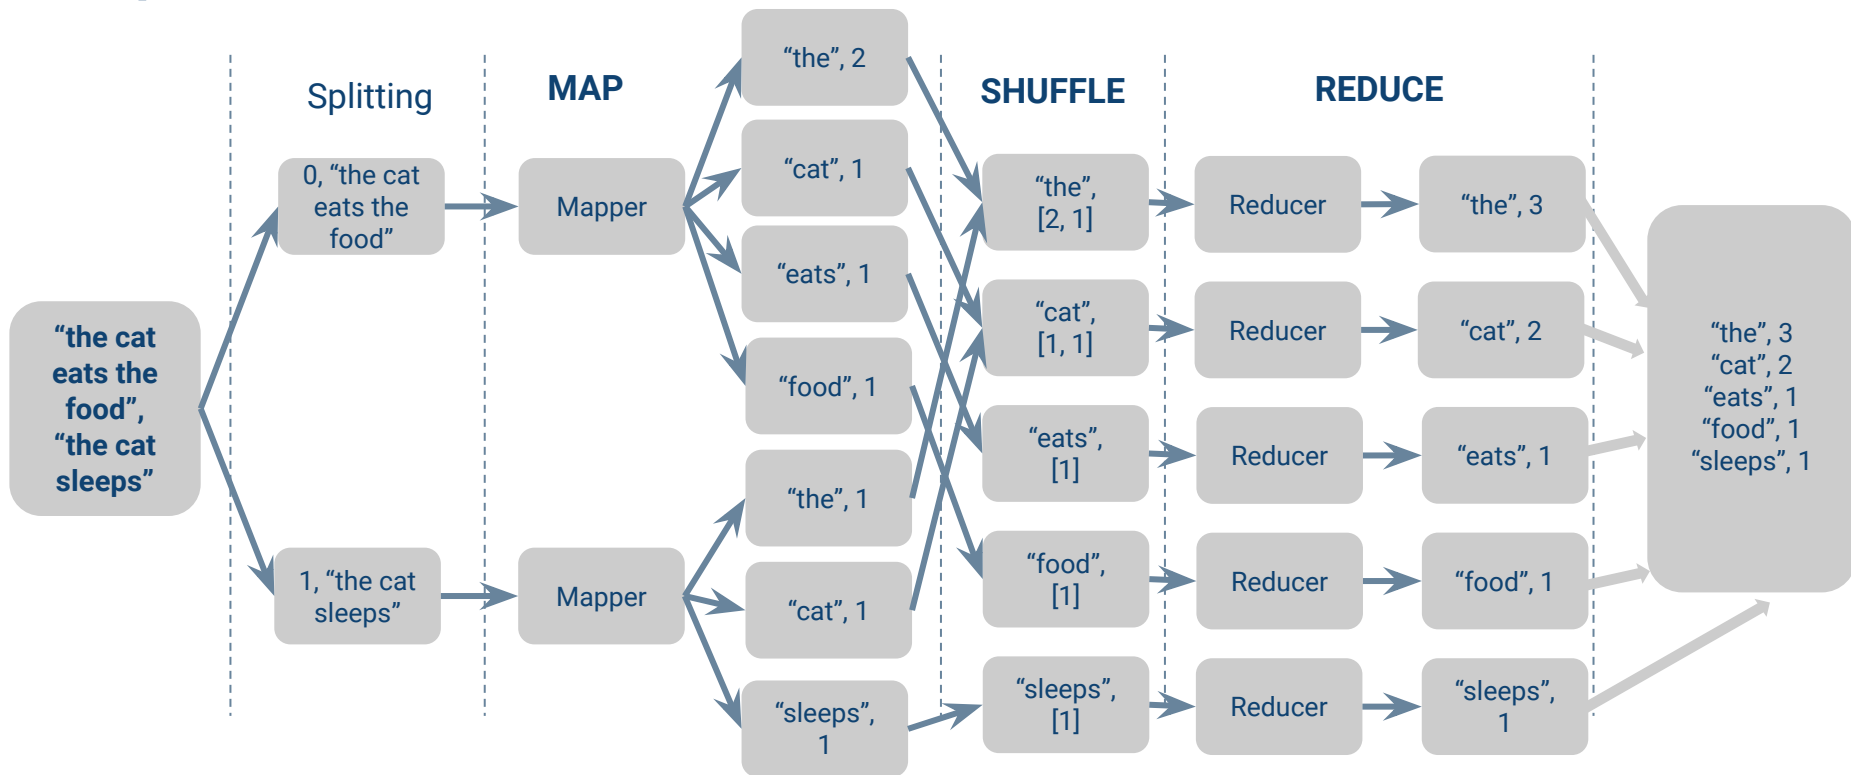 Splitting
MAP
SHUFFLE
REDUCE
“the cat
eats the
food”,
“the cat
sleeps”
0, “the cat
eats the
food”
1, “the cat
sleeps”
Mapper
Mapper
“the”, 2
“cat”, 1
“eats”, 1
“food”, 1
“the”, 1
“cat”, 1
“sleeps”,
1
“the”,
[2, 1]
“cat”,
[1, 1]
“eats”,
[1]
“food”,
[1]
“sleeps”,
[1]
Reducer
Reducer
Reducer
Reducer
Reducer
“the”, 3
“cat”, 2
“eats”, 1
“food”, 1
“sleeps”,
1
“the”, 3
“cat”, 2
“eats”, 1
“food”, 1
“sleeps”, 1